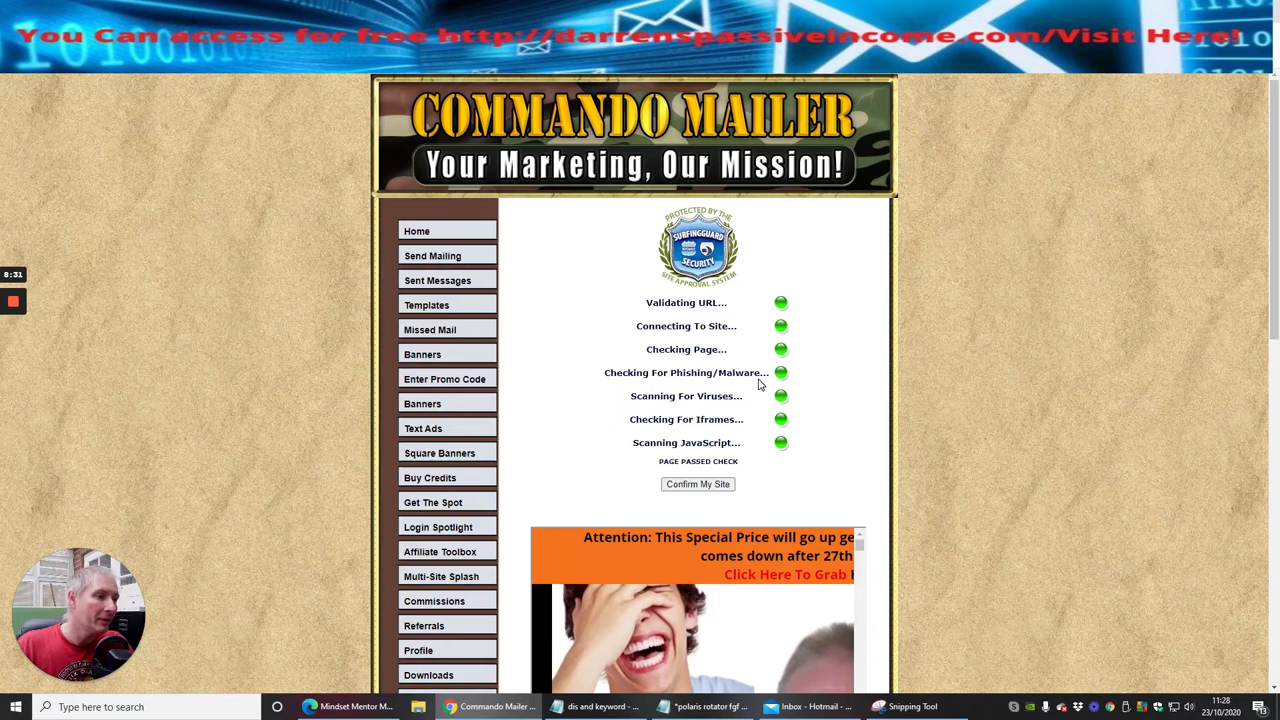 You Can access for free http://darrenspassiveincome.com/Visit Here!
COMMANDO MAILER
Your Marketing, Our Mission!
PROTECTED BY THE
SURFINGGUARD
SECURITY
SITE APPROVAL SYSTEM
Home
Send Mailing
Sent Messages
Templates
Missed Mail
Banners
Enter Promo Code
Banners
Text Ads
Square Banners
Buy Credits
Get The Spot
Login Spotlight
Affiliate Toolbox
Multi-Site Splash
Commissions
Referrals
Profile
Downloads
Validating URL...
Connecting To Site...
Checking Page...
Checking For Phishing/Malware...
Scanning For Viruses...
Checking For Iframes...
Scanning JavaScript...
PAGE PASSED CHECK
Confirm My Site
Attention: This Special Price will go up ge
comes down after 27th
Click Here To Grab
8:31
Type here to search
Mindset Mentor M...
Commando Mailer ...
dis and keyword - ...
*polaris rotator fgf ...
Inbox - Hotmail - ...
Snipping Tool
11:28
23/10/2020